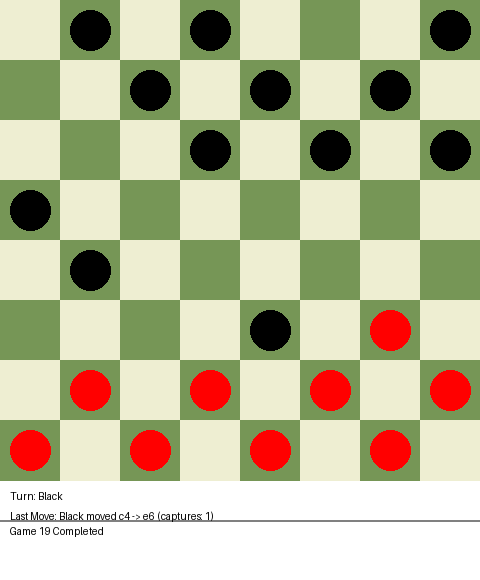 Turn: Black
Last Move: Black moved c4 -> e6 (captures: 1)
Game 19 Completed